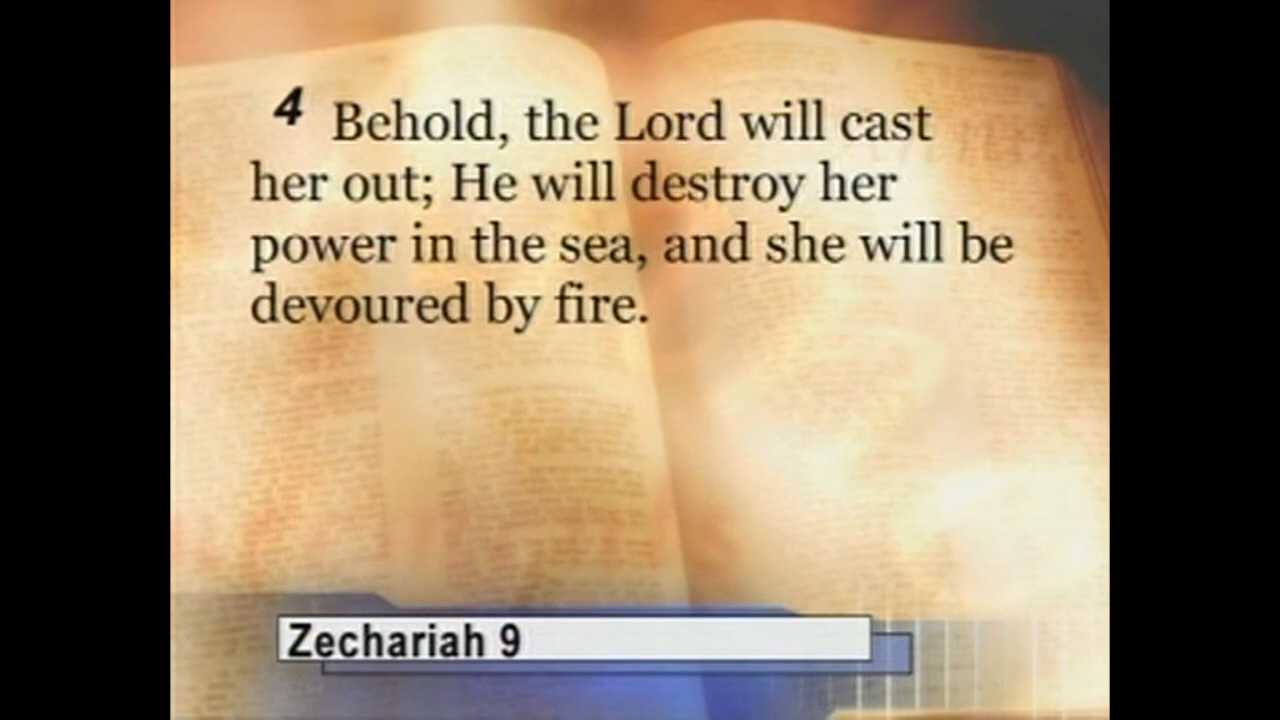 4 Behold, the Lord will cast
her out; He will destroy her
power in the sea, and she will be
devoured by fire.
Zechariah 9